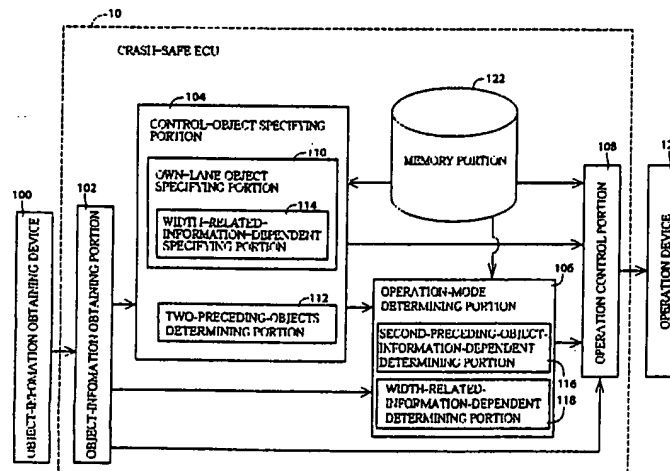 10
CRASH-SAFE ECU
122
104
CONTROL-OBJECT SPECIFYING
PORTION
110
OWN-LANE OBJECT
SPECIFYING PORTION
114
WIDTH-RELATED-
INFORMATION-DEPENDENT
SPECIFYING PORTION
MEMORY PORTION
108
100
102
OBJECT-INFOMATION OBTAINING DEVICE
OBJECT-INFOMATION OBTAINING PORTION
112
TWO-PRECEDING-OBJECTS
DETERMINING PORTION
106
OPERATION-MODE
DETERMINING PORTION
SECOND-PRECEDING-OBJECT-
INFORMATION-DEPENDENT
DETERMINING PORTION
116
WIDTH-RELATED-
INFORMATION-DEPENDENT
DETERMINING PORTION
118
OPERATION CONTROL PORTION
OPERATION DEVICE